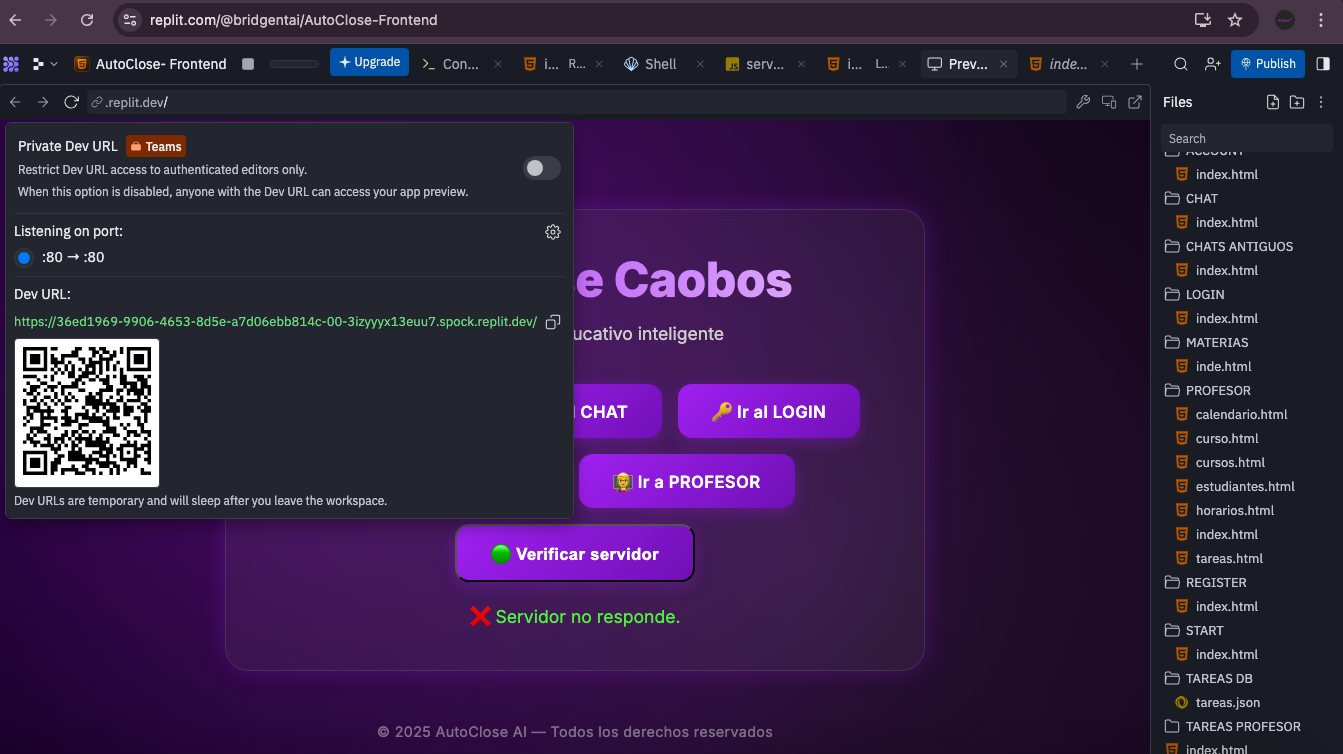 replit.com/@bridgentai/AutoClose-Frontend
AutoClose- Frontend
Upgrade
Con...
i... R...
Shell
serv...
i... L...
Prev...
inde...
Publish
.replit.dev/
Files
Search
Private Dev URL Teams
Restrict Dev URL access to authenticated editors only.
When this option is disabled, anyone with the Dev URL can access your app preview.
Listening on port:
:80 → :80
Dev URL:
https://36ed1969-9906-4653-8d5e-a7d06ebb814c-00-3izyyyx13euu7.spock.replit.dev/
Dev URLs are temporary and will sleep after you leave the workspace.
e Caobos
ucativo inteligente
CHAT
🔑 Ir al LOGIN
👩‍🏫 Ir a PROFESOR
🟢 Verificar servidor
❌ Servidor no responde.
© 2025 AutoClose AI — Todos los derechos reservados
ACCOUNT
index.html
CHAT
index.html
CHATS ANTIGUOS
index.html
LOGIN
index.html
MATERIAS
inde.html
PROFESOR
calendario.html
curso.html
cursos.html
estudiantes.html
horarios.html
index.html
tareas.html
REGISTER
index.html
START
index.html
TAREAS DB
tareas.json
TAREAS PROFESOR
index.html